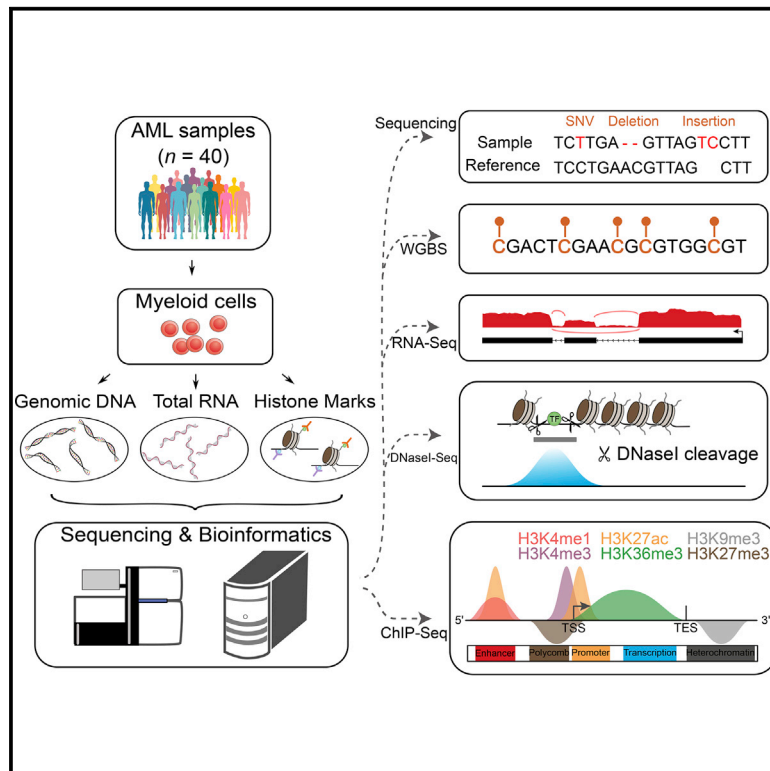 AML samples
(n = 40)
Myeloid cells
Genomic DNA Total RNA Histone Marks
Sequencing & Bioinformatics
Sequencing
SNV Deletion Insertion
Sample TCTTGA--GTTAGTCCTT
Reference TCCTGAACGTTAG CTT
WGBS
CGACTCGAACGCGTGGCGT
RNA-Seq
DNaseI-Seq
TF
DNaseI cleavage
ChIP-Seq
H3K4me1 H3K27ac H3K9me3
H3K4me3 H3K36me3 H3K27me3
5' 3'
TSS TES
Enhancer Polycomb Promoter Transcription Heterochromatin